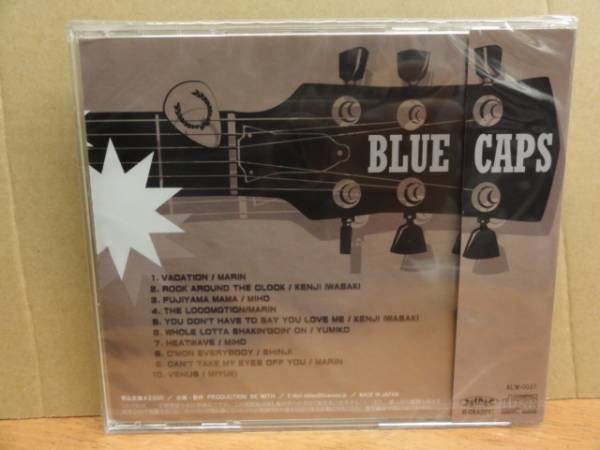 BLUE CAPS
1. VACATION / MARIN
2. ROCK AROUND THE CLOCK / KENJI IWASAKI
3. FUJIYAMA MAMA / MIHO
4. THE LOCOMOTION/MARIN
5. YOU DON'T HAVE TO SAY YOU LOVE ME / KENJI IWASAKI
6. WHOLE LOTTA SHAKIN'GOIN' ON / YUMIKO
7. HEATWAVE / MIHO
8. C'MON EVERYBODY / SHINJI
9. CAN'T TAKE MY EYES OFF YOU / MARIN
10. VENUS / MIYUKI
MADE IN JAPAN